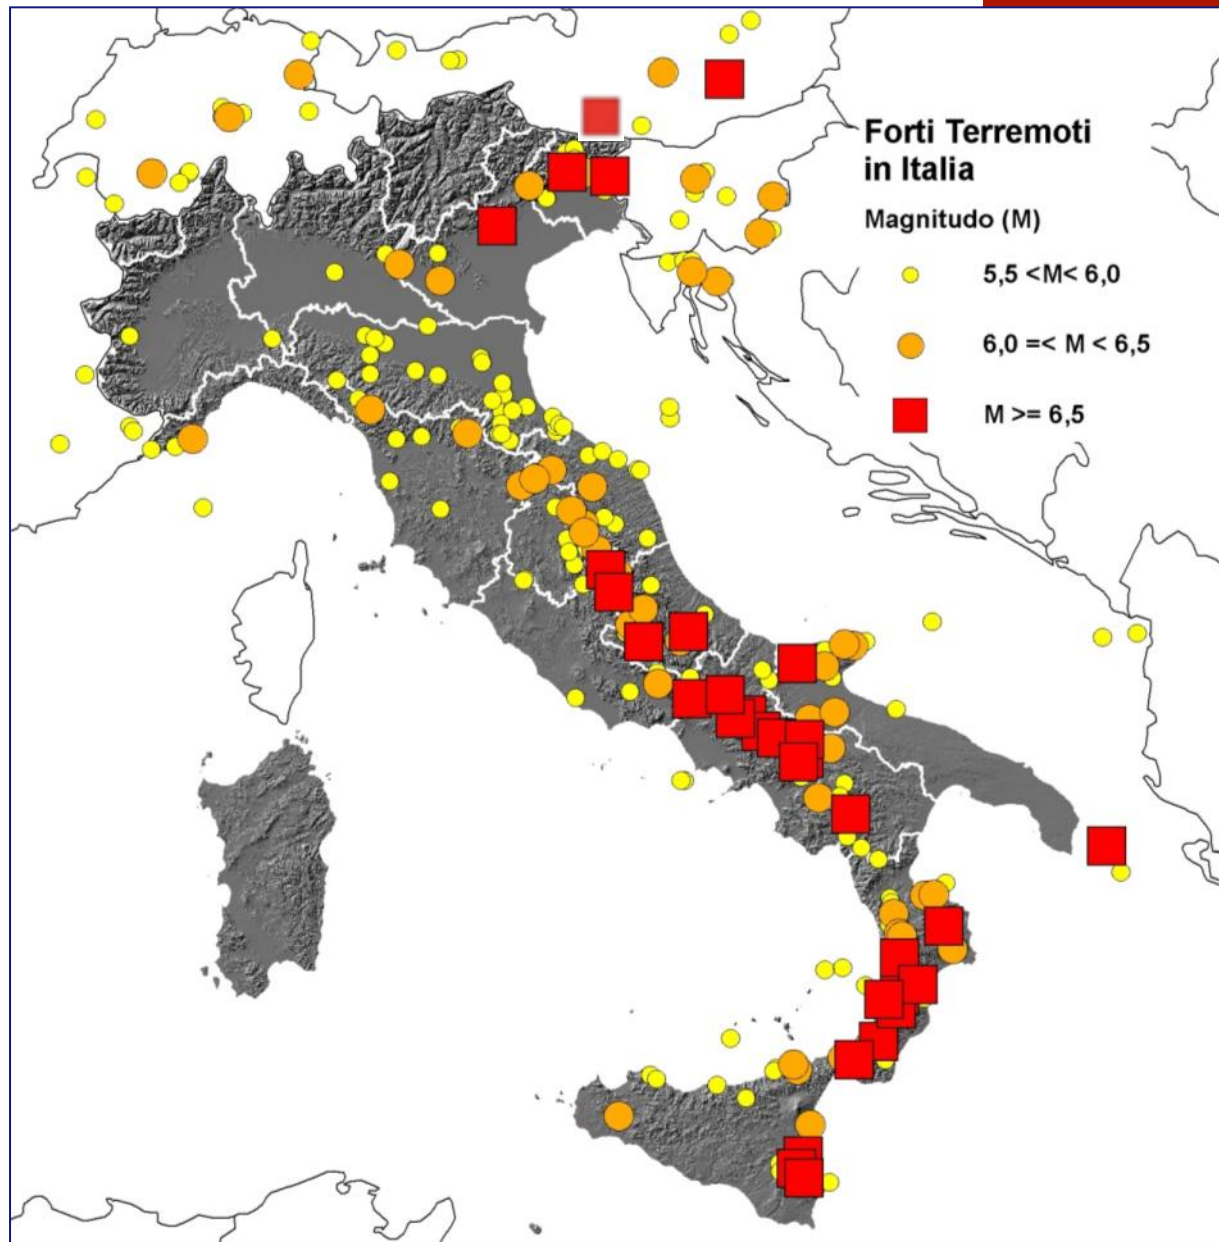 Forti Terremoti
in Italia
Magnitudo (M)
5,5 <M< 6,0
6,0 =< M < 6,5
M >= 6,5